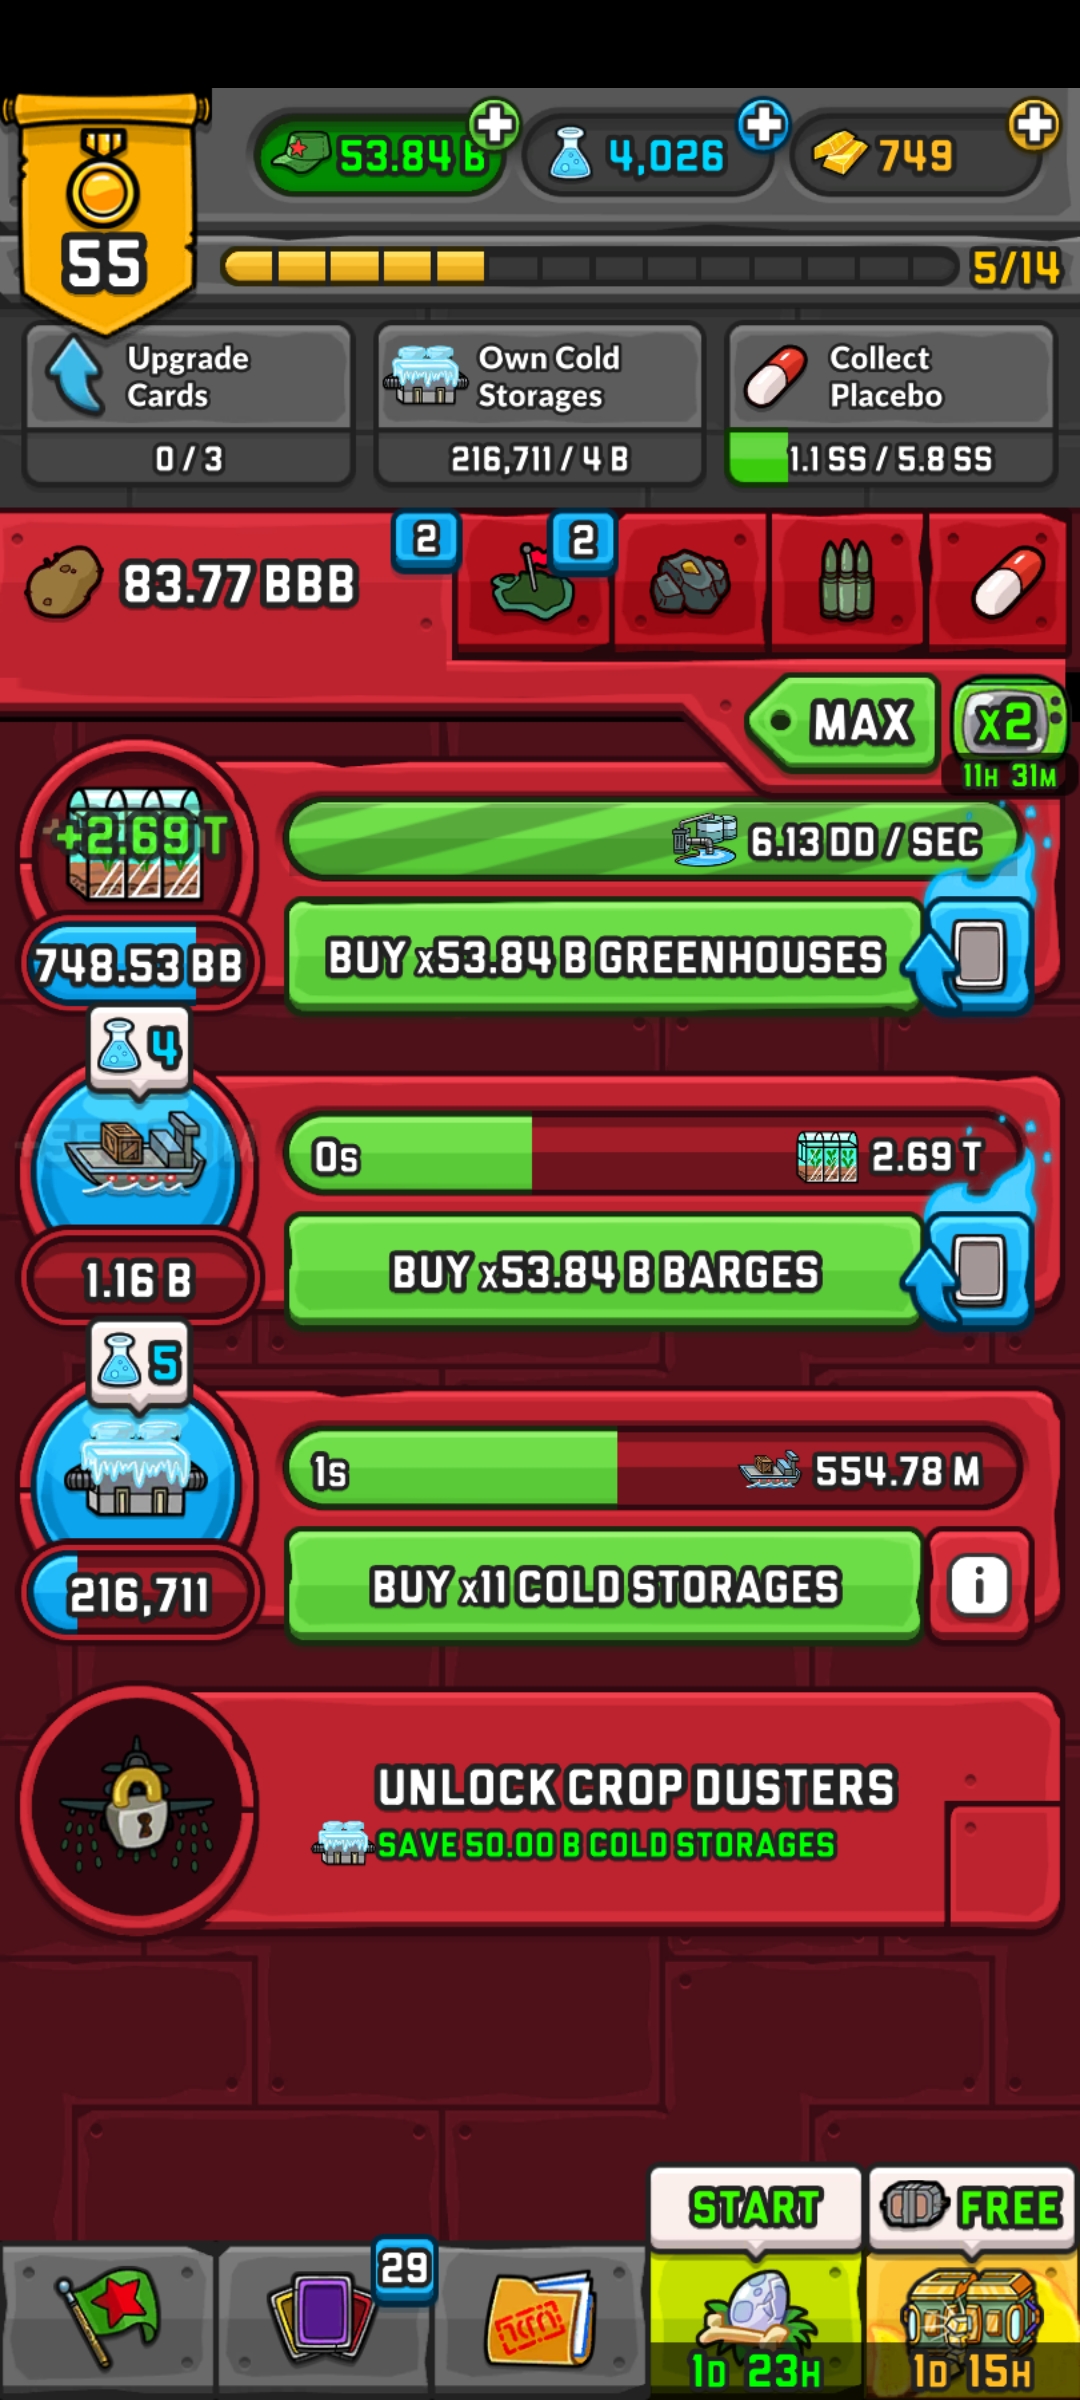 55
53.84 B
4,026
749
5/14
Upgrade
Cards
0 / 3
Own Cold
Storages
216,711 / 4 B
Collect
Placebo
1.1 SS / 5.8 SS
83.77 BBB
2
2
MAX
x2
11H 31M
+2.69 T
6.13 DD / SEC
748.53 BB
BUY x53.84 B GREENHOUSES
4
0s
2.69 T
1.16 B
BUY x53.84 B BARGES
5
1s
554.78 M
216,711
BUY x11 COLD STORAGES
i
UNLOCK CROP DUSTERS
SAVE 50.00 B COLD STORAGES
START
FREE
29
1D 23H
1D 15H